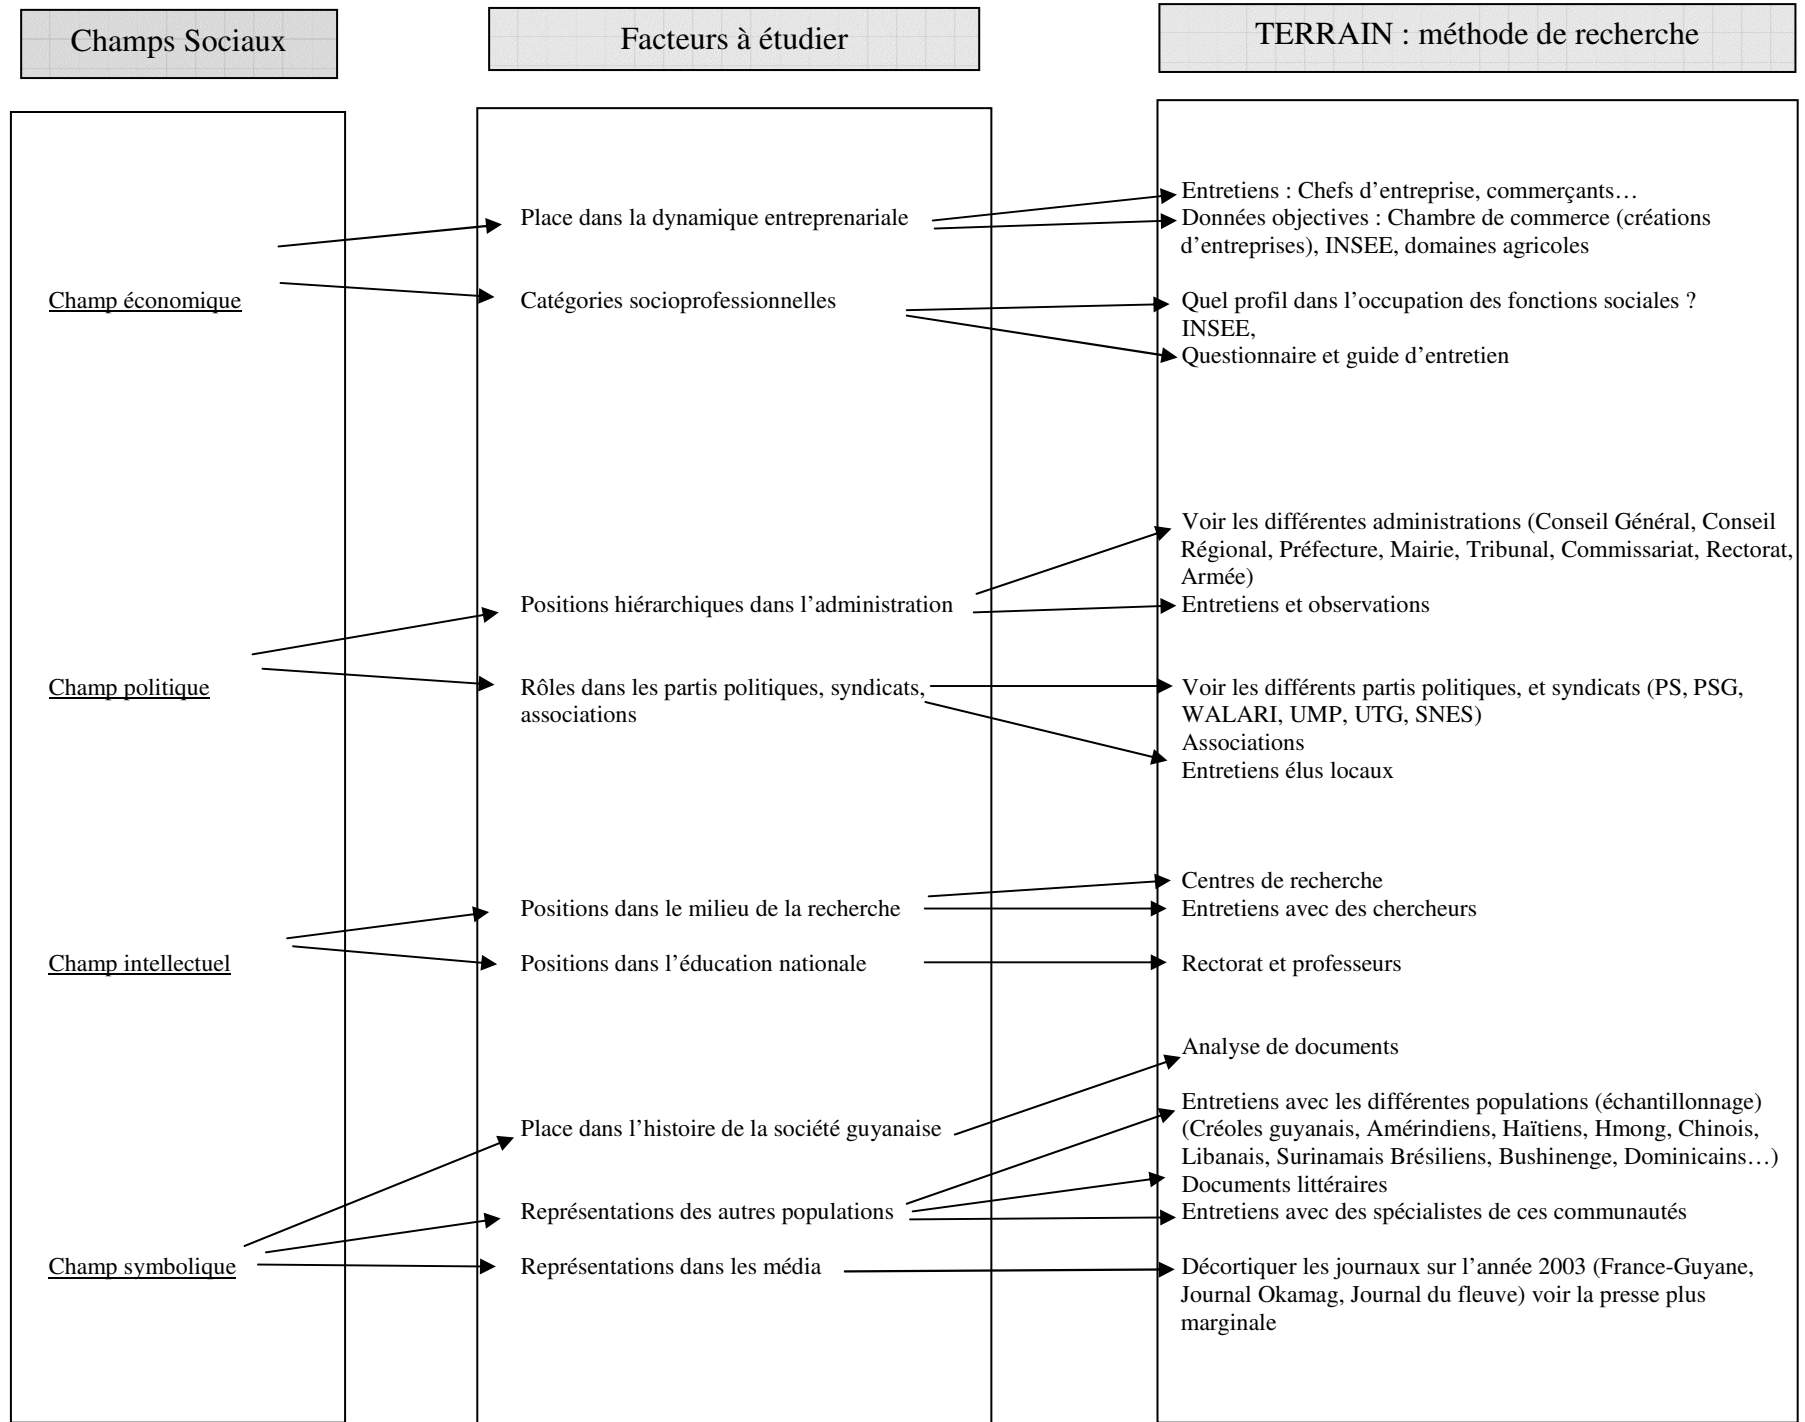 Champs Sociaux
Facteurs à étudier
TERRAIN : méthode de recherche
Champ économique
Place dans la dynamique entreprenariale
Entretiens : Chefs d’entreprise, commerçants…
Données objectives : Chambre de commerce (créations
d’entreprises), INSEE, domaines agricoles
Catégories socioprofessionnelles
Quel profil dans l’occupation des fonctions sociales ?
INSEE,
Questionnaire et guide d’entretien
Champ politique
Positions hiérarchiques dans l’administration
Voir les différentes administrations (Conseil Général, Conseil
Régional, Préfecture, Mairie, Tribunal, Commissariat, Rectorat,
Armée)
Entretiens et observations
Rôles dans les partis politiques, syndicats,
associations
Voir les différents partis politiques, et syndicats (PS, PSG,
WALARI, UMP, UTG, SNES)
Associations
Entretiens élus locaux
Champ intellectuel
Positions dans le milieu de la recherche
Centres de recherche
Entretiens avec des chercheurs
Positions dans l’éducation nationale
Rectorat et professeurs
Champ symbolique
Place dans l’histoire de la société guyanaise
Analyse de documents
Représentations des autres populations
Entretiens avec les différentes populations (échantillonnage)
(Créoles guyanais, Amérindiens, Haïtiens, Hmong, Chinois,
Libanais, Surinamais Brésiliens, Bushinenge, Dominicains…)
Documents littéraires
Entretiens avec des spécialistes de ces communautés
Représentations dans les média
Décortiquer les journaux sur l’année 2003 (France-Guyane,
Journal Okamag, Journal du fleuve) voir la presse plus
marginale